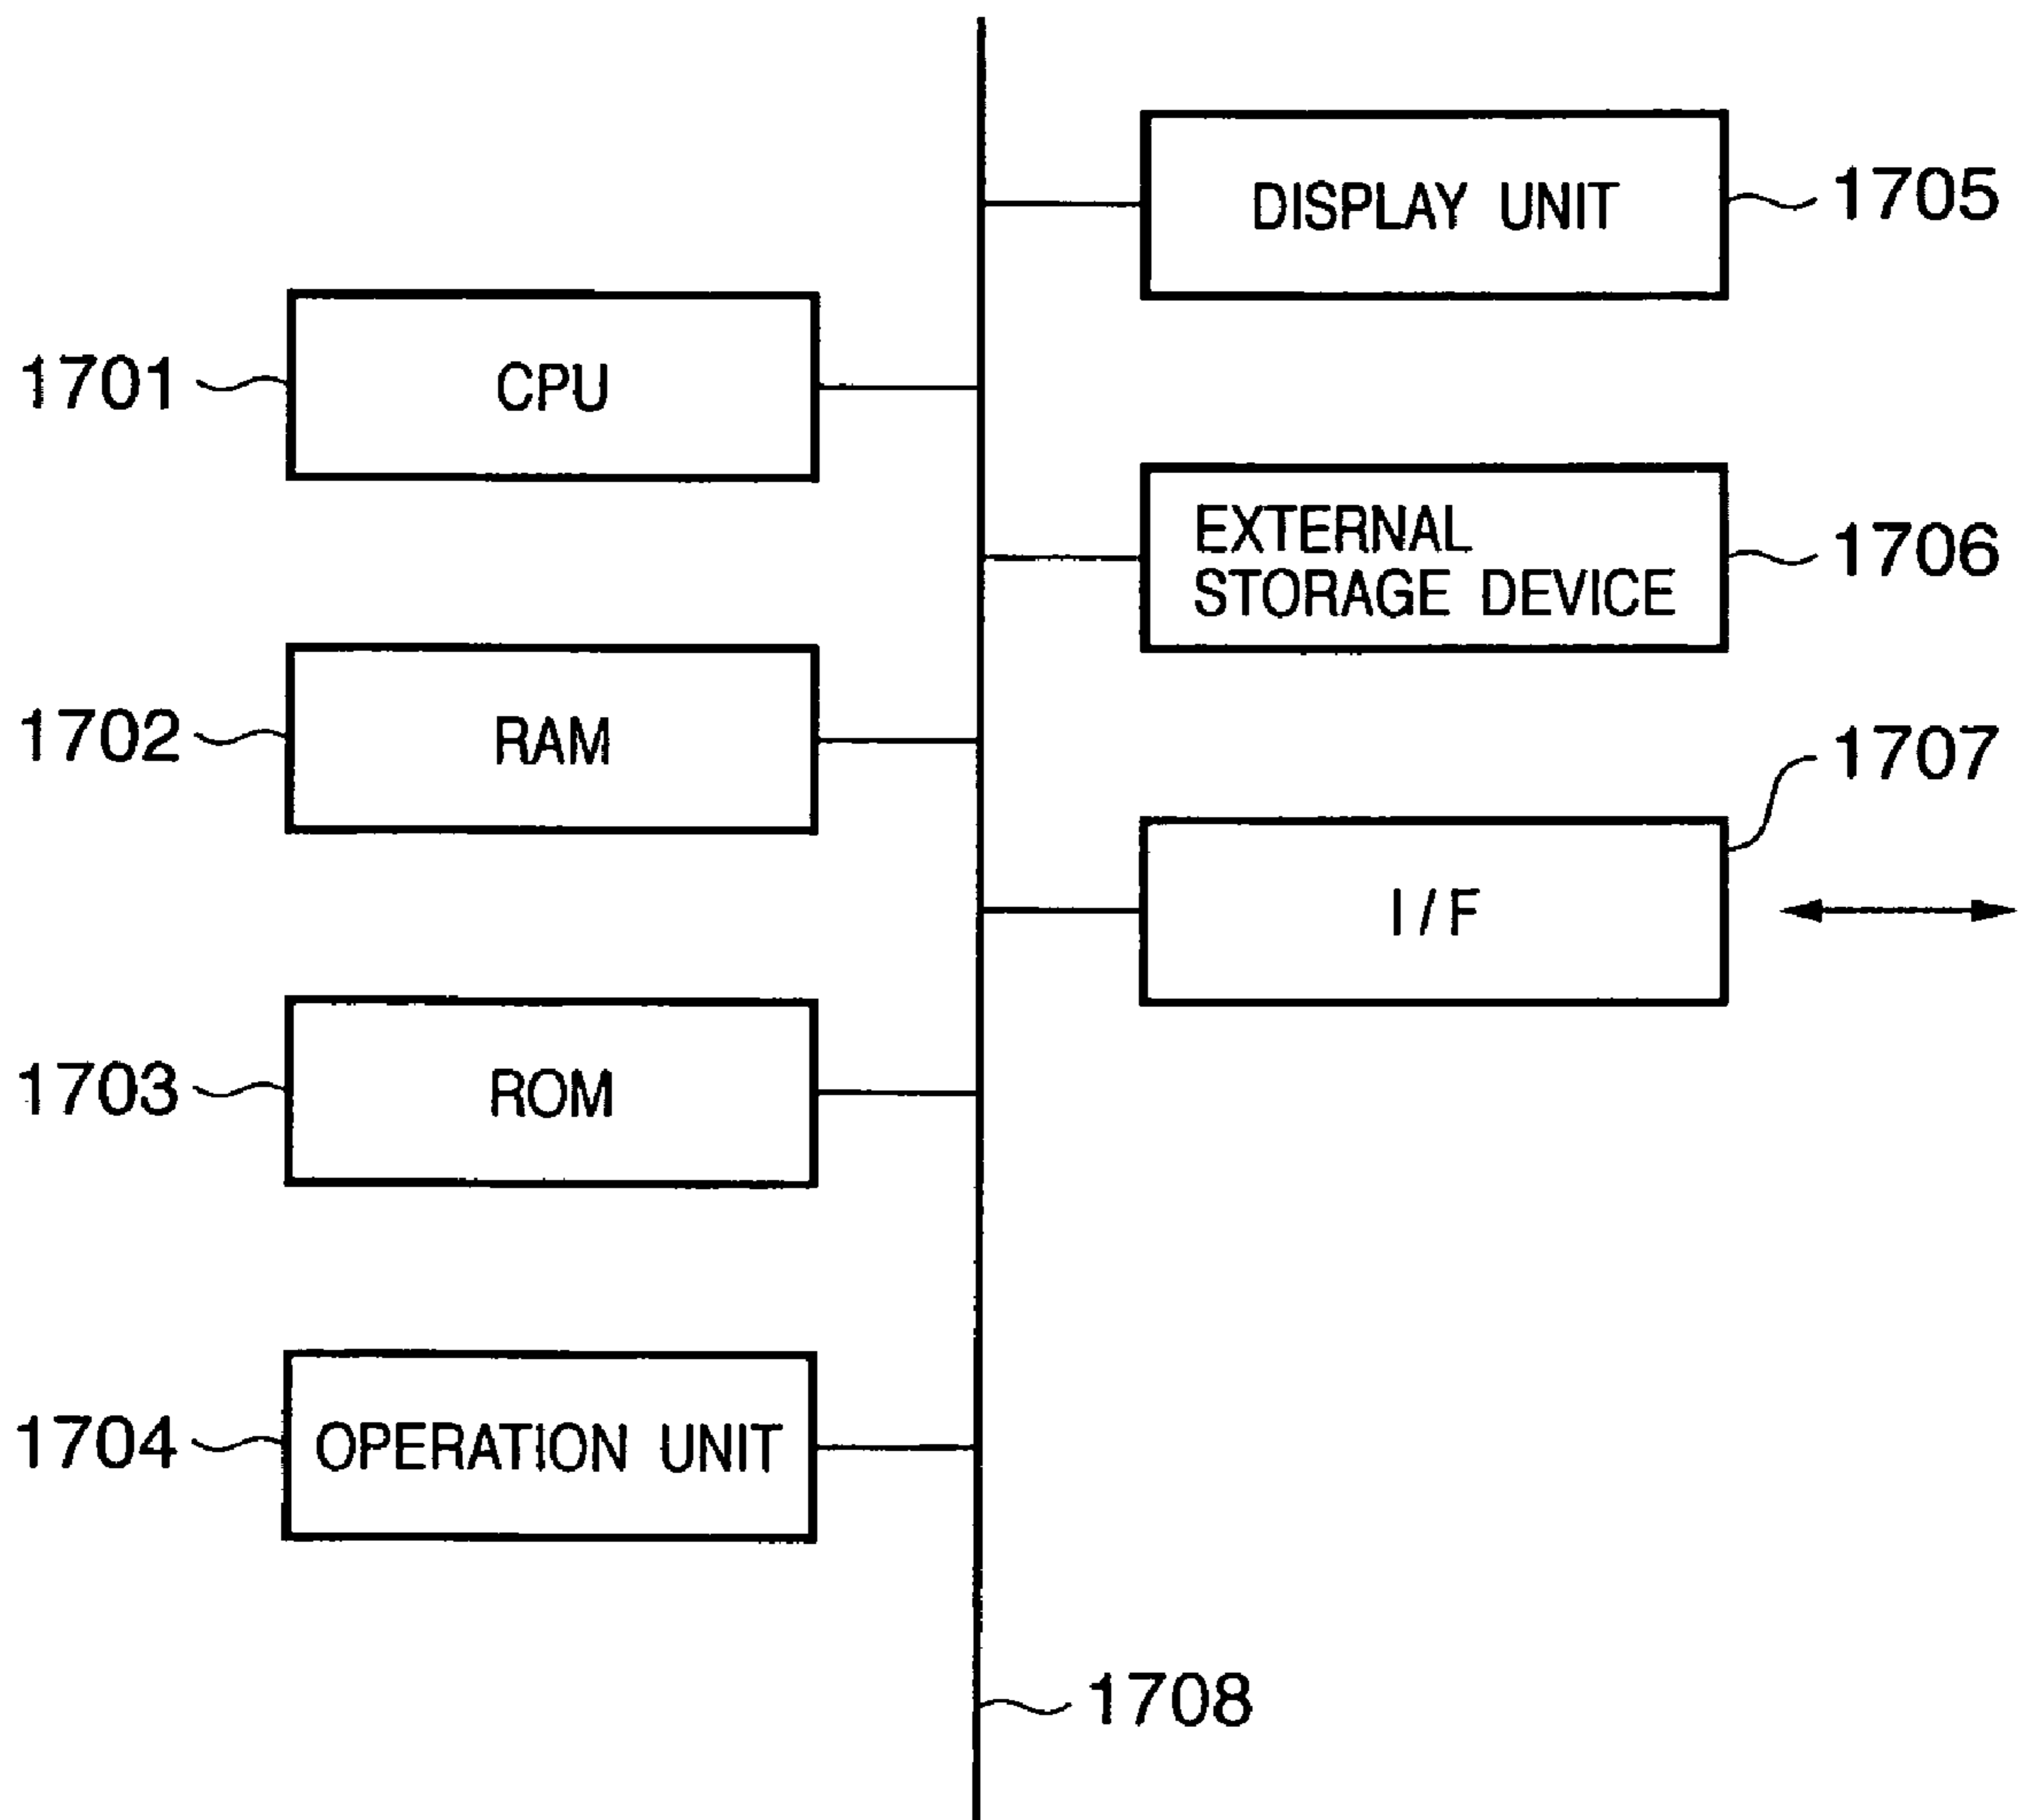 DISPLAY UNIT
1705
1701
CPU
EXTERNAL
STORAGE DEVICE
1706
1702
RAM
1707
I/F
1703
ROM
1704
OPERATION UNIT
1708